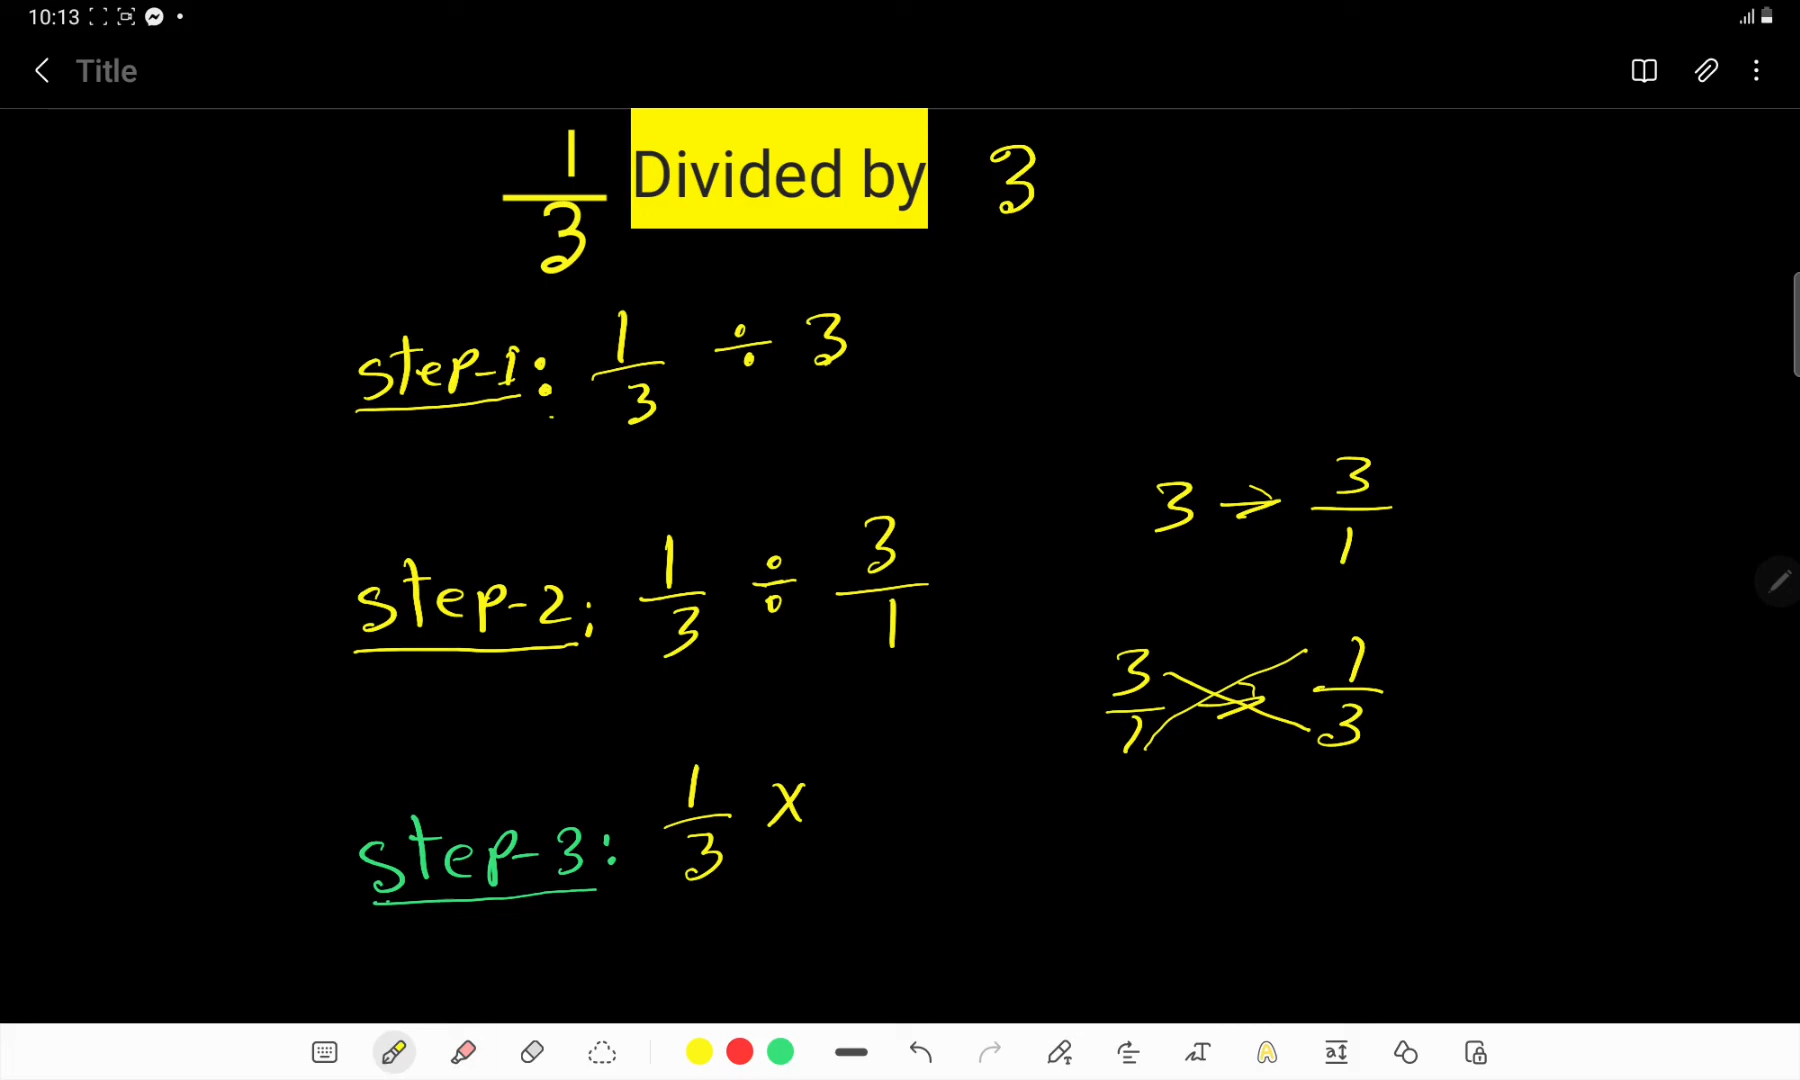 10:13
Title
1/3 Divided by 3
step-1: 1/3 ÷ 3
3 → 3/1
step-2: 1/3 ÷ 3/1
3/1 → 1/3
step-3: 1/3 x